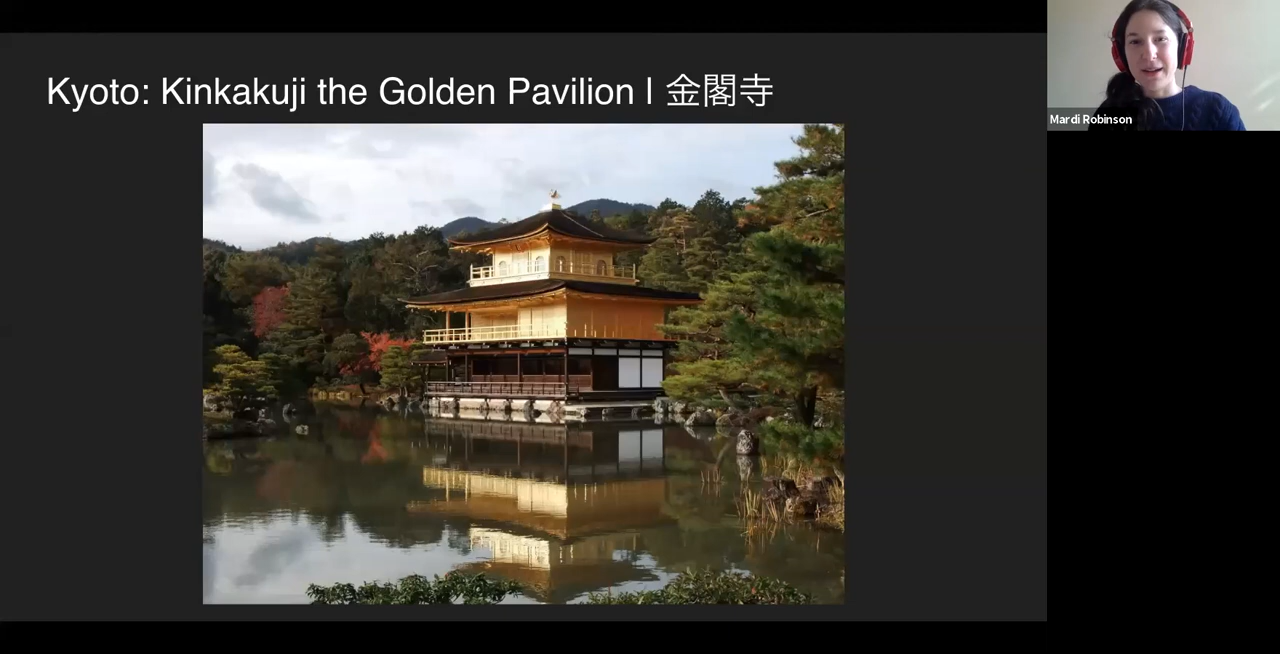 Kyoto: Kinkakuji the Golden Pavilion | 金閣寺
Mardi Robinson